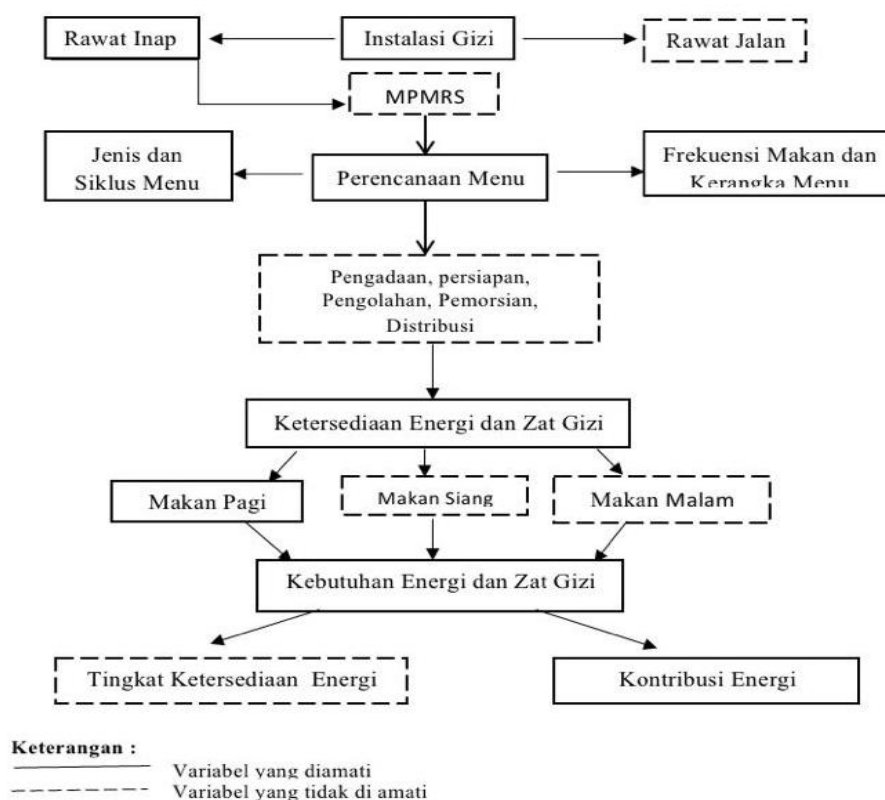 Rawat Inap
Instalasi Gizi
Rawat Jalan
MPMRS
Jenis dan
Siklus Menu
Perencanaan Menu
Frekuensi Makan dan
Kerangka Menu
Pengadaan, persiapan,
Pengolahan, Pemorsian,
Distribusi
Ketersediaan Energi dan Zat Gizi
Makan Pagi
Makan Siang
Makan Malam
Kebutuhan Energi dan Zat Gizi
Tingkat Ketersediaan Energi
Kontribusi Energi
Keterangan :
Variabel yang diamati
Variabel yang tidak di amati